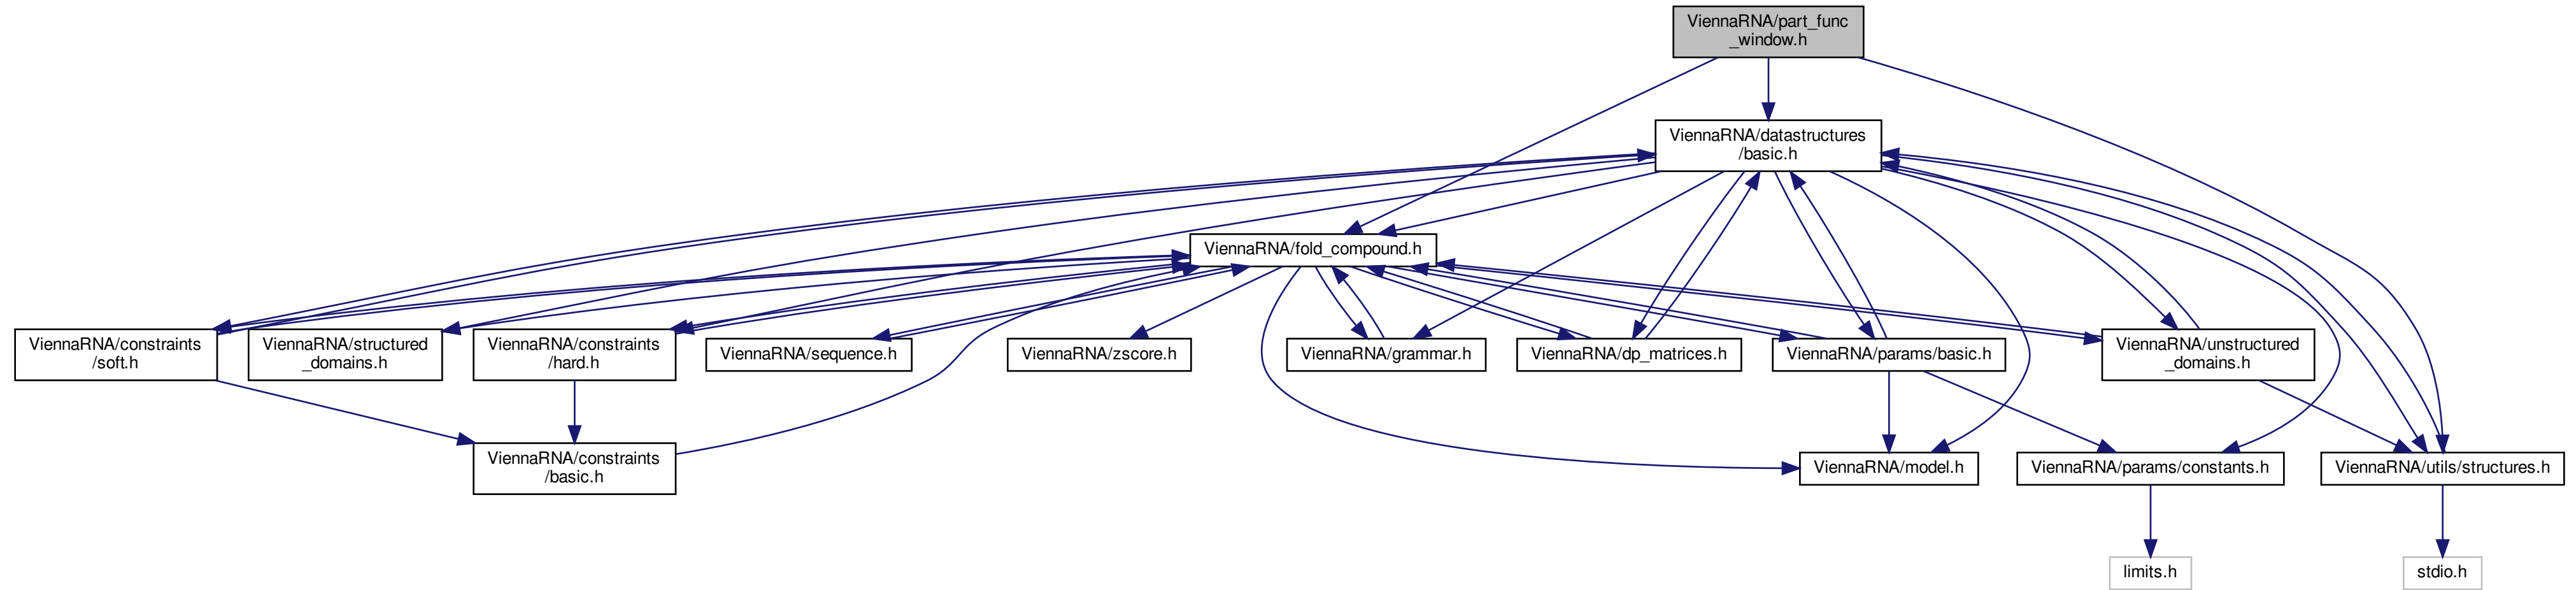 ViennaRNA/part_func
_window.h
ViennaRNA/datastructures
/basic.h
ViennaRNA/fold_compound.h
ViennaRNA/constraints
/soft.h
ViennaRNA/structured
_domains.h
ViennaRNA/constraints
/hard.h
ViennaRNA/sequence.h
ViennaRNA/zscore.h
ViennaRNA/grammar.h
ViennaRNA/dp_matrices.h
ViennaRNA/params/basic.h
ViennaRNA/unstructured
_domains.h
ViennaRNA/constraints
/basic.h
ViennaRNA/model.h
ViennaRNA/params/constants.h
ViennaRNA/utils/structures.h
limits.h
stdio.h